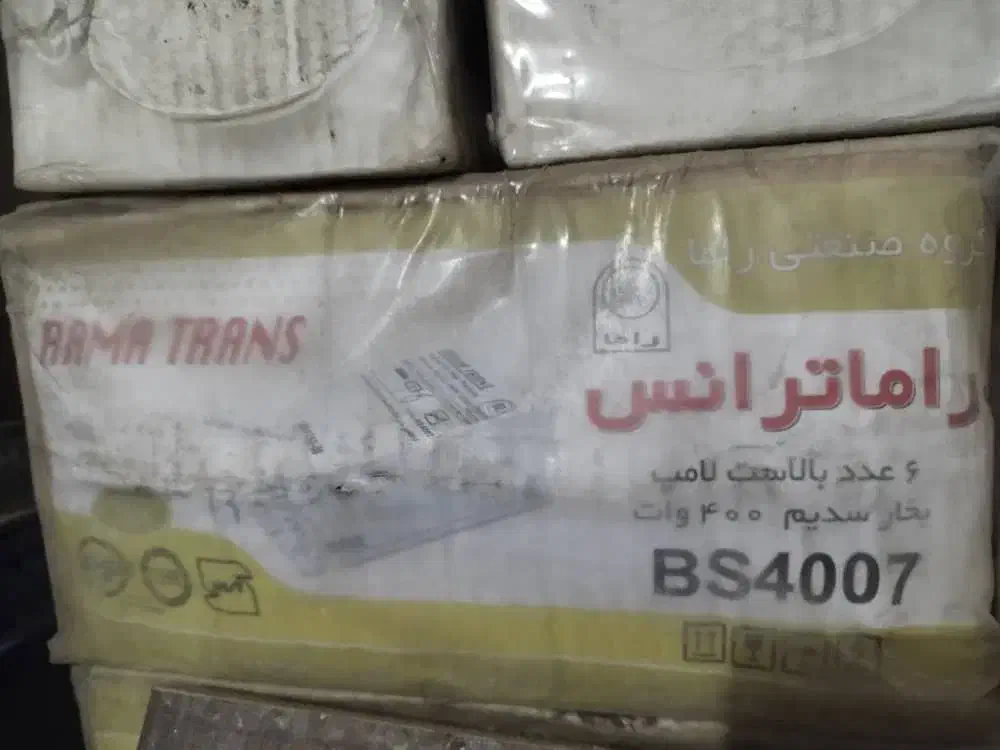 گروه صنعتی راما
راما
RAMA TRANS
راماترانس
۶ عدد بالاست لامپ
بخار سدیم ۴۰۰ وات
BS4007